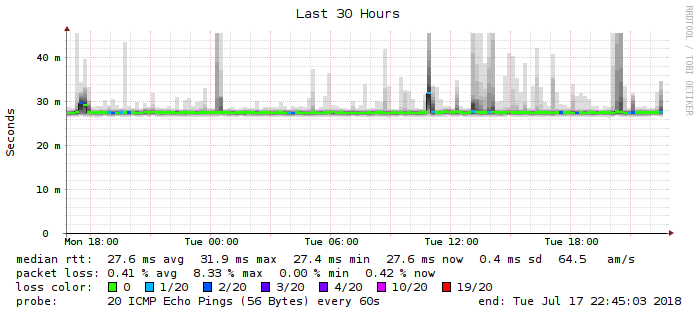 Last 30 Hours
RRDTOOL / TOBI OETIKER
Seconds
40 m
30 m
20 m
10 m
0
Mon 18:00 Tue 00:00 Tue 06:00 Tue 12:00 Tue 18:00
median rtt: 27.6 ms avg 31.9 ms max 27.4 ms min 27.6 ms now 0.4 ms sd 64.5 am/s
packet loss: 0.41 % avg 8.33 % max 0.00 % min 0.42 % now
loss color: 0 1/20 2/20 3/20 4/20 10/20 19/20
probe: 20 ICMP Echo Pings (56 Bytes) every 60s end: Tue Jul 17 22:45:03 2018